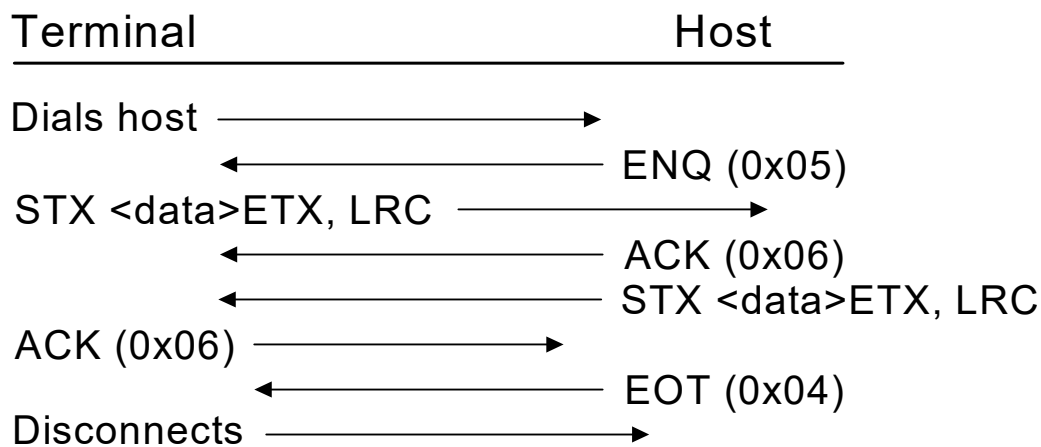 Terminal Host
Dials host
ENQ (0x05)
STX <data>ETX, LRC
ACK (0x06)
STX <data>ETX, LRC
ACK (0x06)
EOT (0x04)
Disconnects